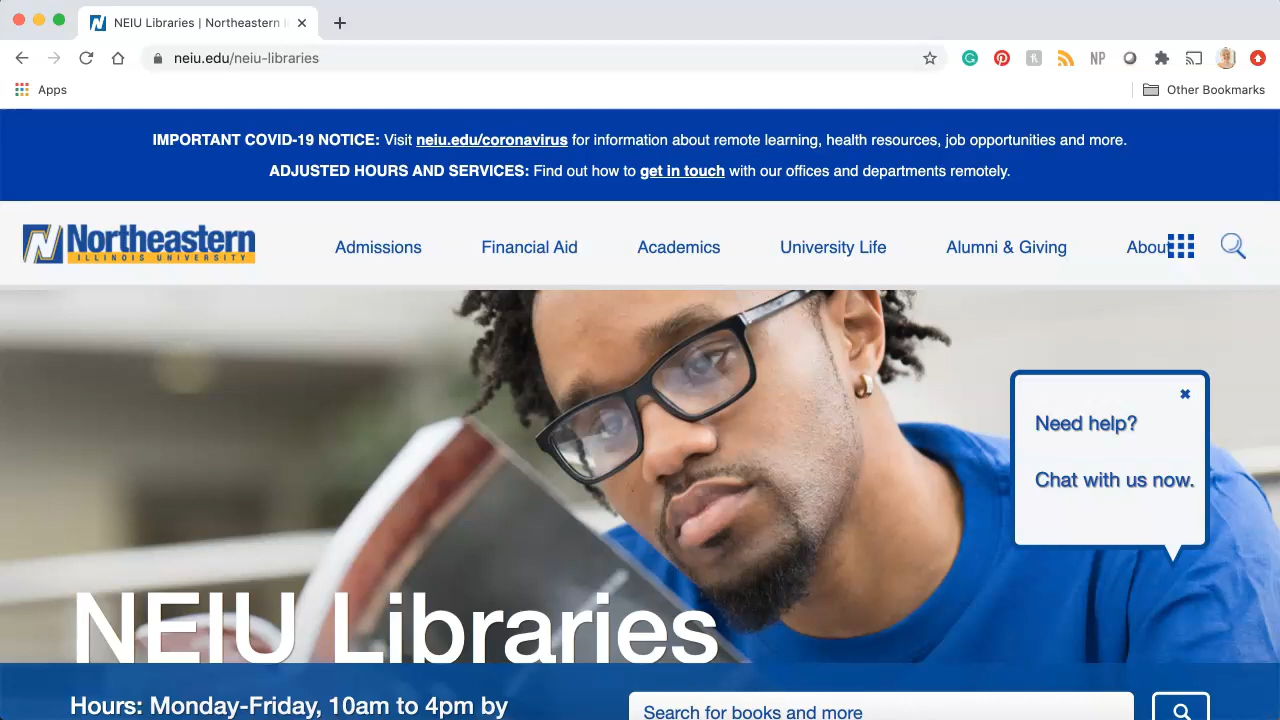 NEIU Libraries | Northeastern I
neiu.edu/neiu-libraries
NP
Apps
Other Bookmarks
IMPORTANT COVID-19 NOTICE: Visit neiu.edu/coronavirus for information about remote learning, health resources, job opportunities and more.
ADJUSTED HOURS AND SERVICES: Find out how to get in touch with our offices and departments remotely.
Northeastern
ILLINOIS UNIVERSITY
Admissions
Financial Aid
Academics
University Life
Alumni & Giving
About
Need help?
Chat with us now.
NEIU Libraries
Hours: Monday-Friday, 10am to 4pm by
Search for books and more